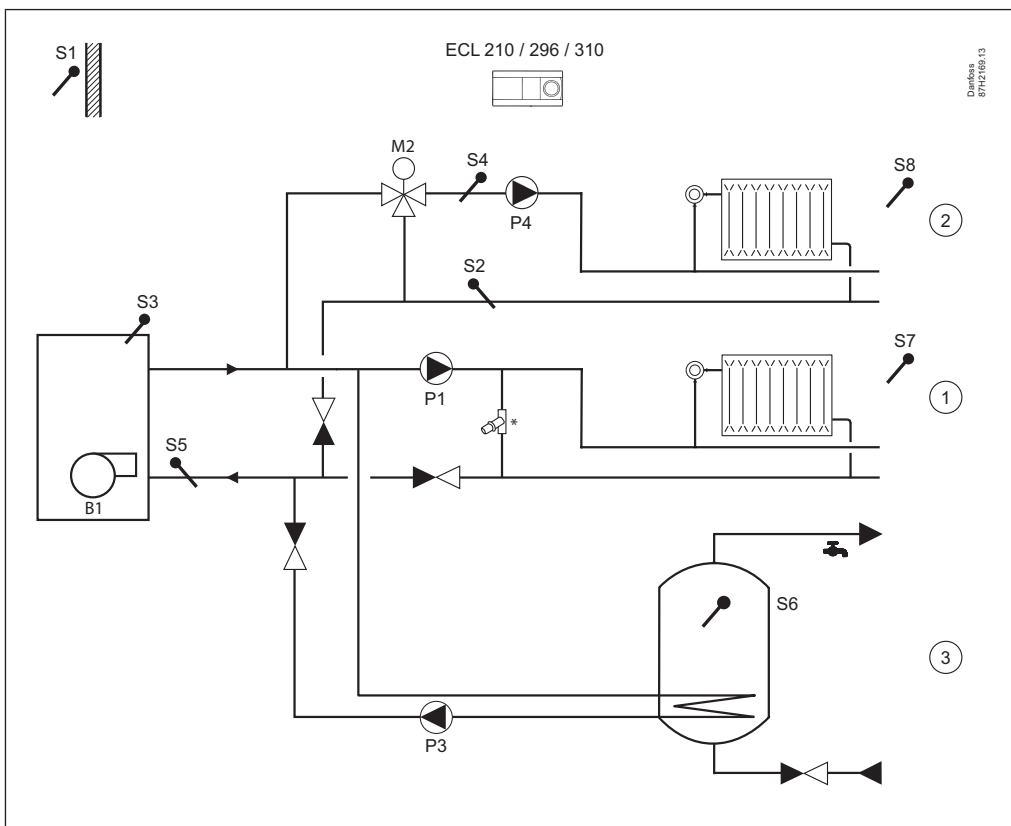 S1
ECL 210 / 296 / 310
Danfoss
87H2169.13
M2
S4
S8
P4
2
S2
S3
S7
P1
*
1
S5
B1
S6
3
P3